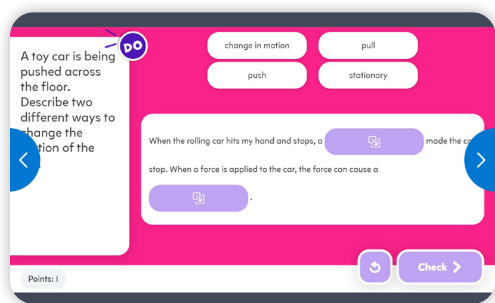 A toy car is being
pushed across
the floor.
Describe two
different ways to
change the
of the
DO
change in motion
pull
push
stationary
When the rolling car hits my hand and stops, a
made the
stop. When a force is applied to the car, the force can cause a
.
Points: 1
Check